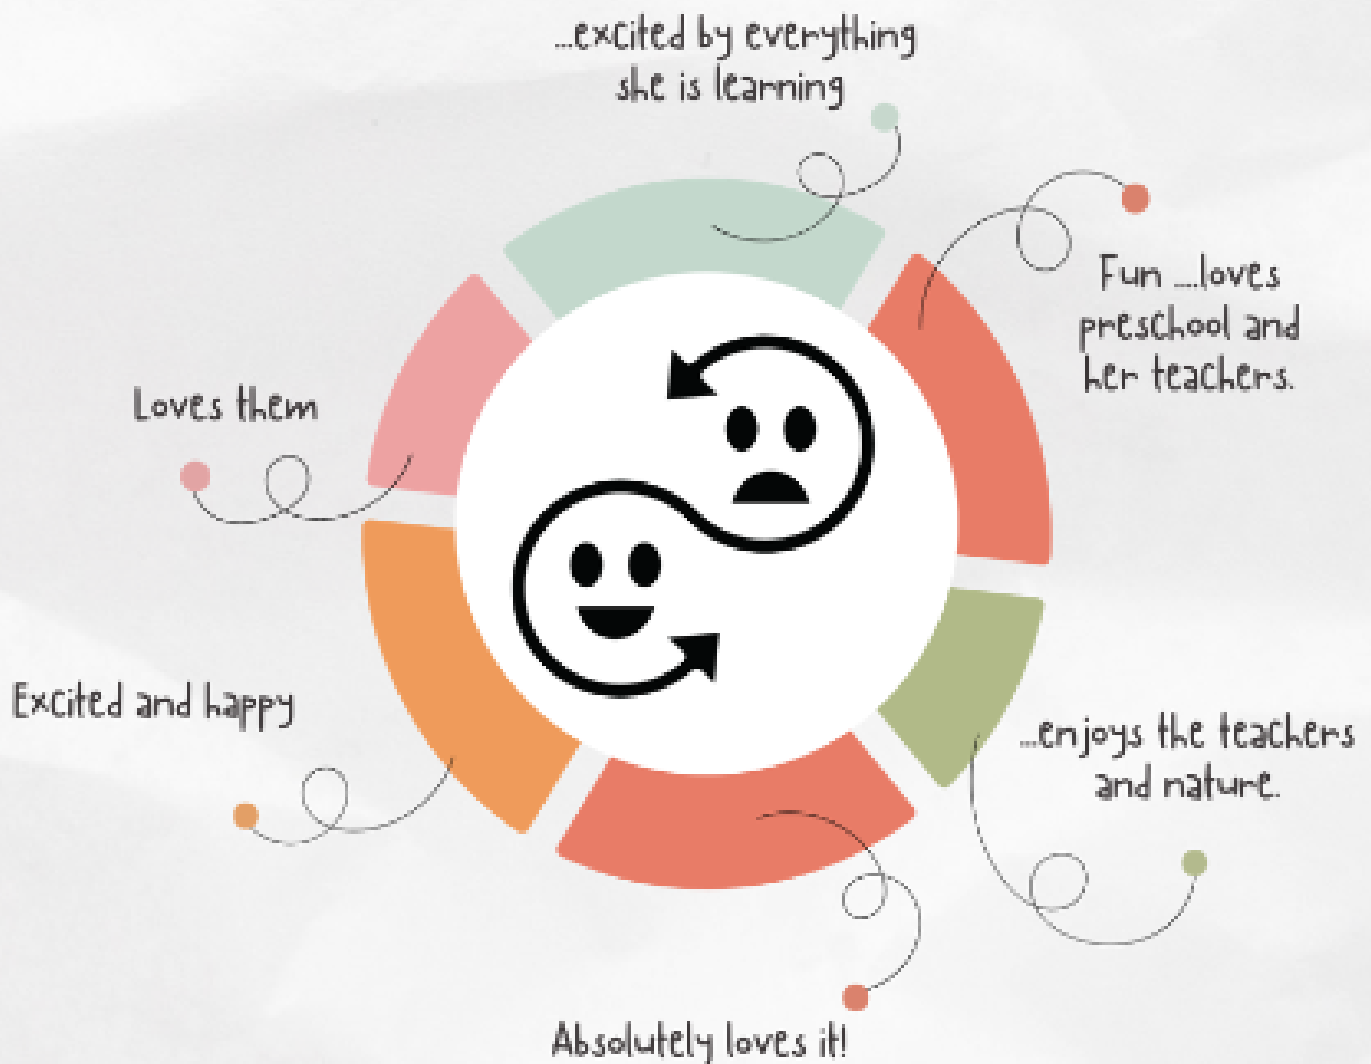 ...excited by everything
she is learning
Fun ....loves
preschool and
her teachers.
Loves them
Excited and happy
...enjoys the teachers
and nature.
Absolutely loves it!